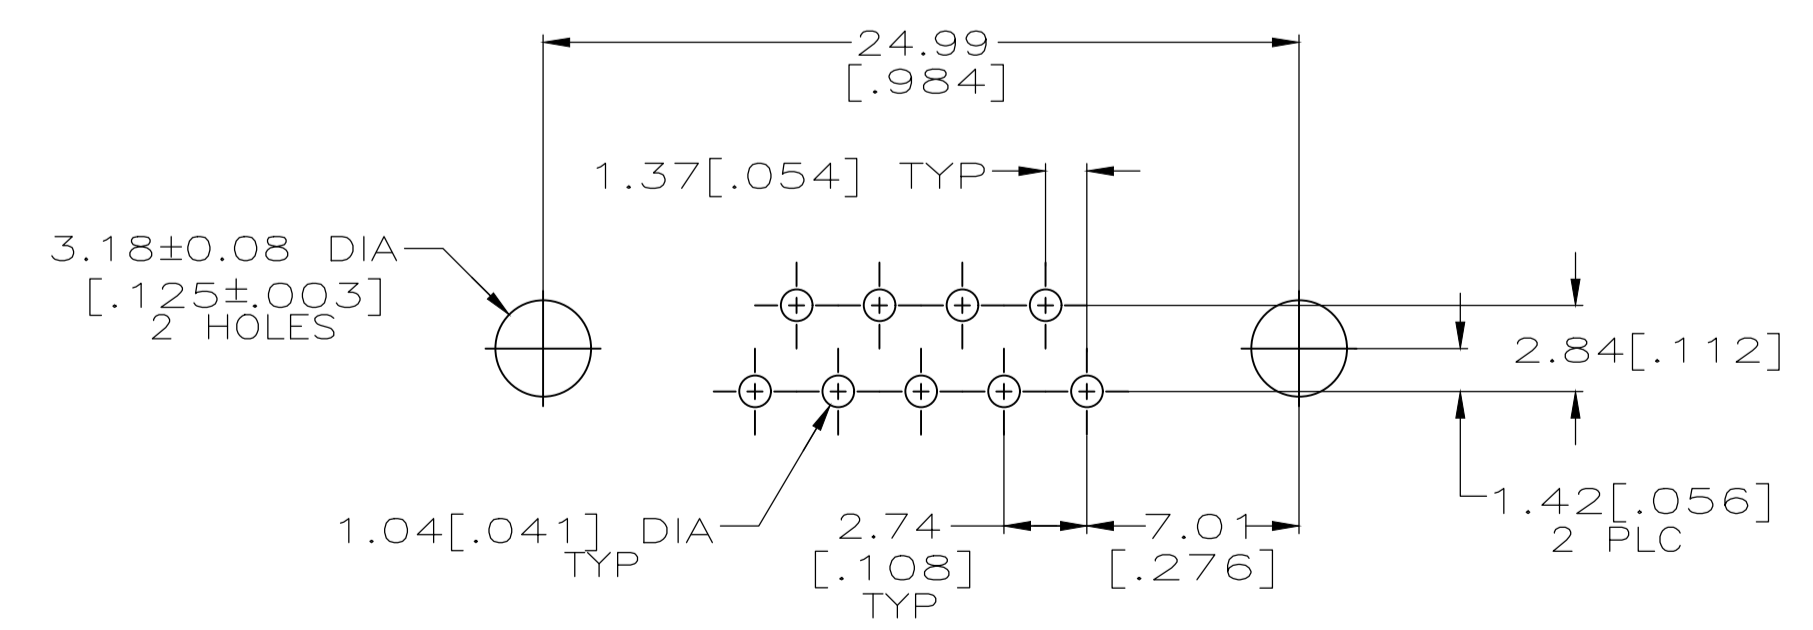 24.99
[.984]
1.37[.054] TYP
3.18±0.08 DIA
[.125±.003]
2 HOLES
2.84[.112]
1.42[.056]
2 PLC
1.04[.041] DIA
TYP
2.74
[.108]
TYP
7.01
[.276]